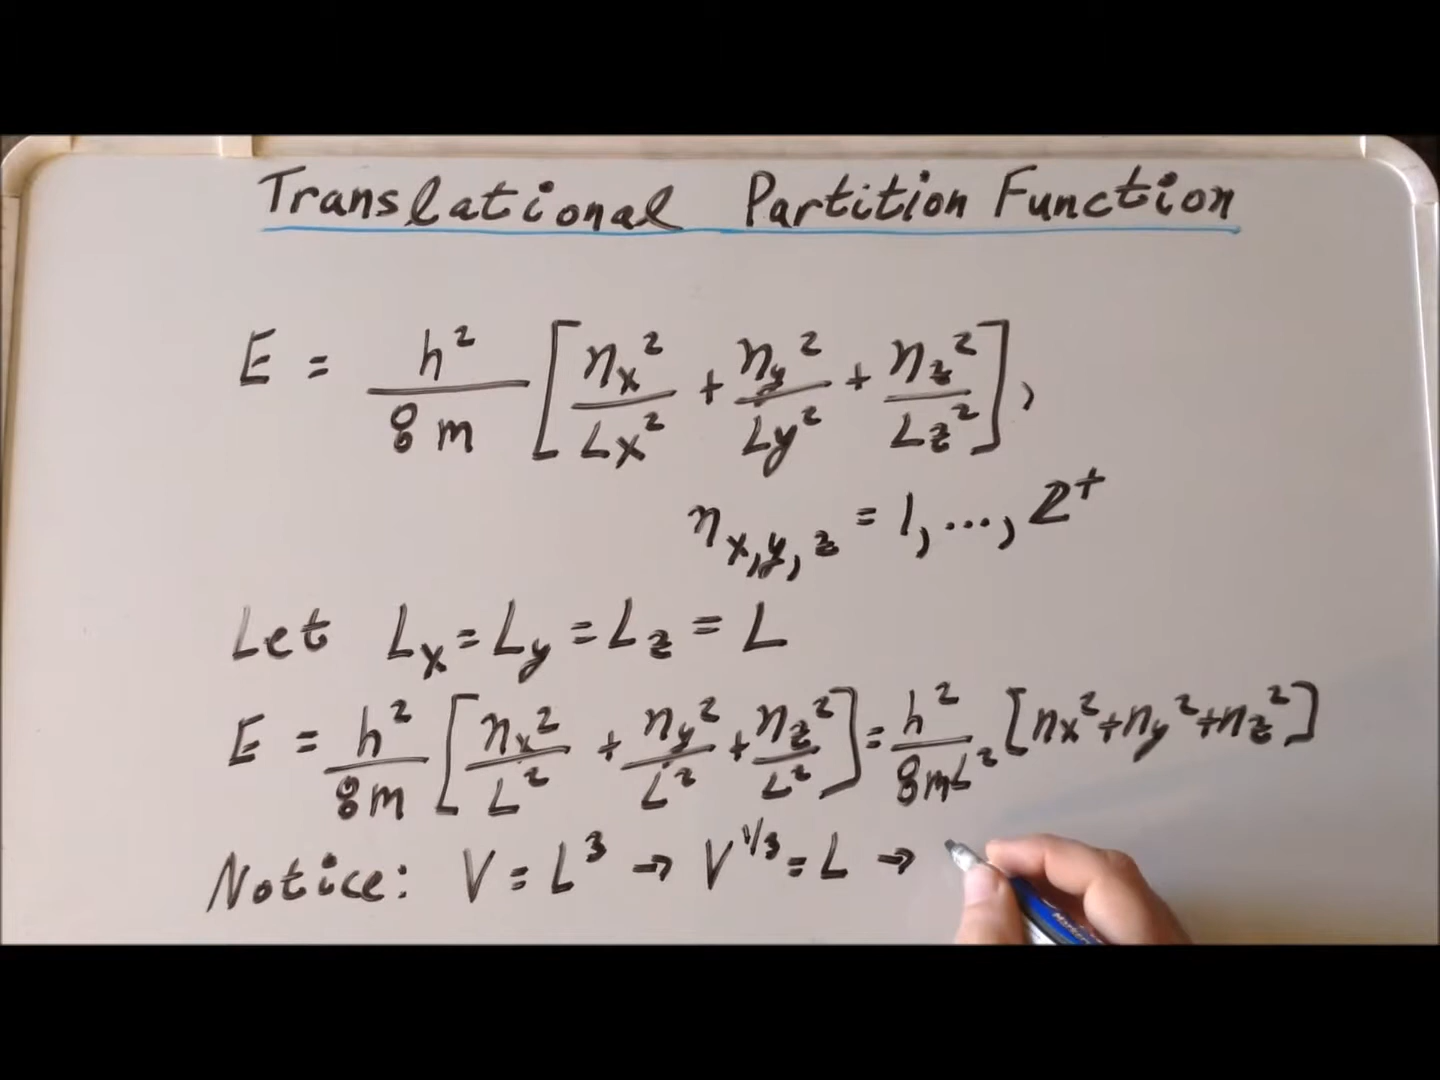 Translational Partition Function
E = h²/8m [nx²/Lx² + ny²/Ly² + nz²/Lz²],
nx,y,z = 1, ..., Z⁺
Let Lx = Ly = Lz = L
E = h²/8m [nx²/L² + ny²/L² + nz²/L²] = h²/8mL² [nx² + ny² + nz²]
Notice: V = L³ → V^1/3 = L →